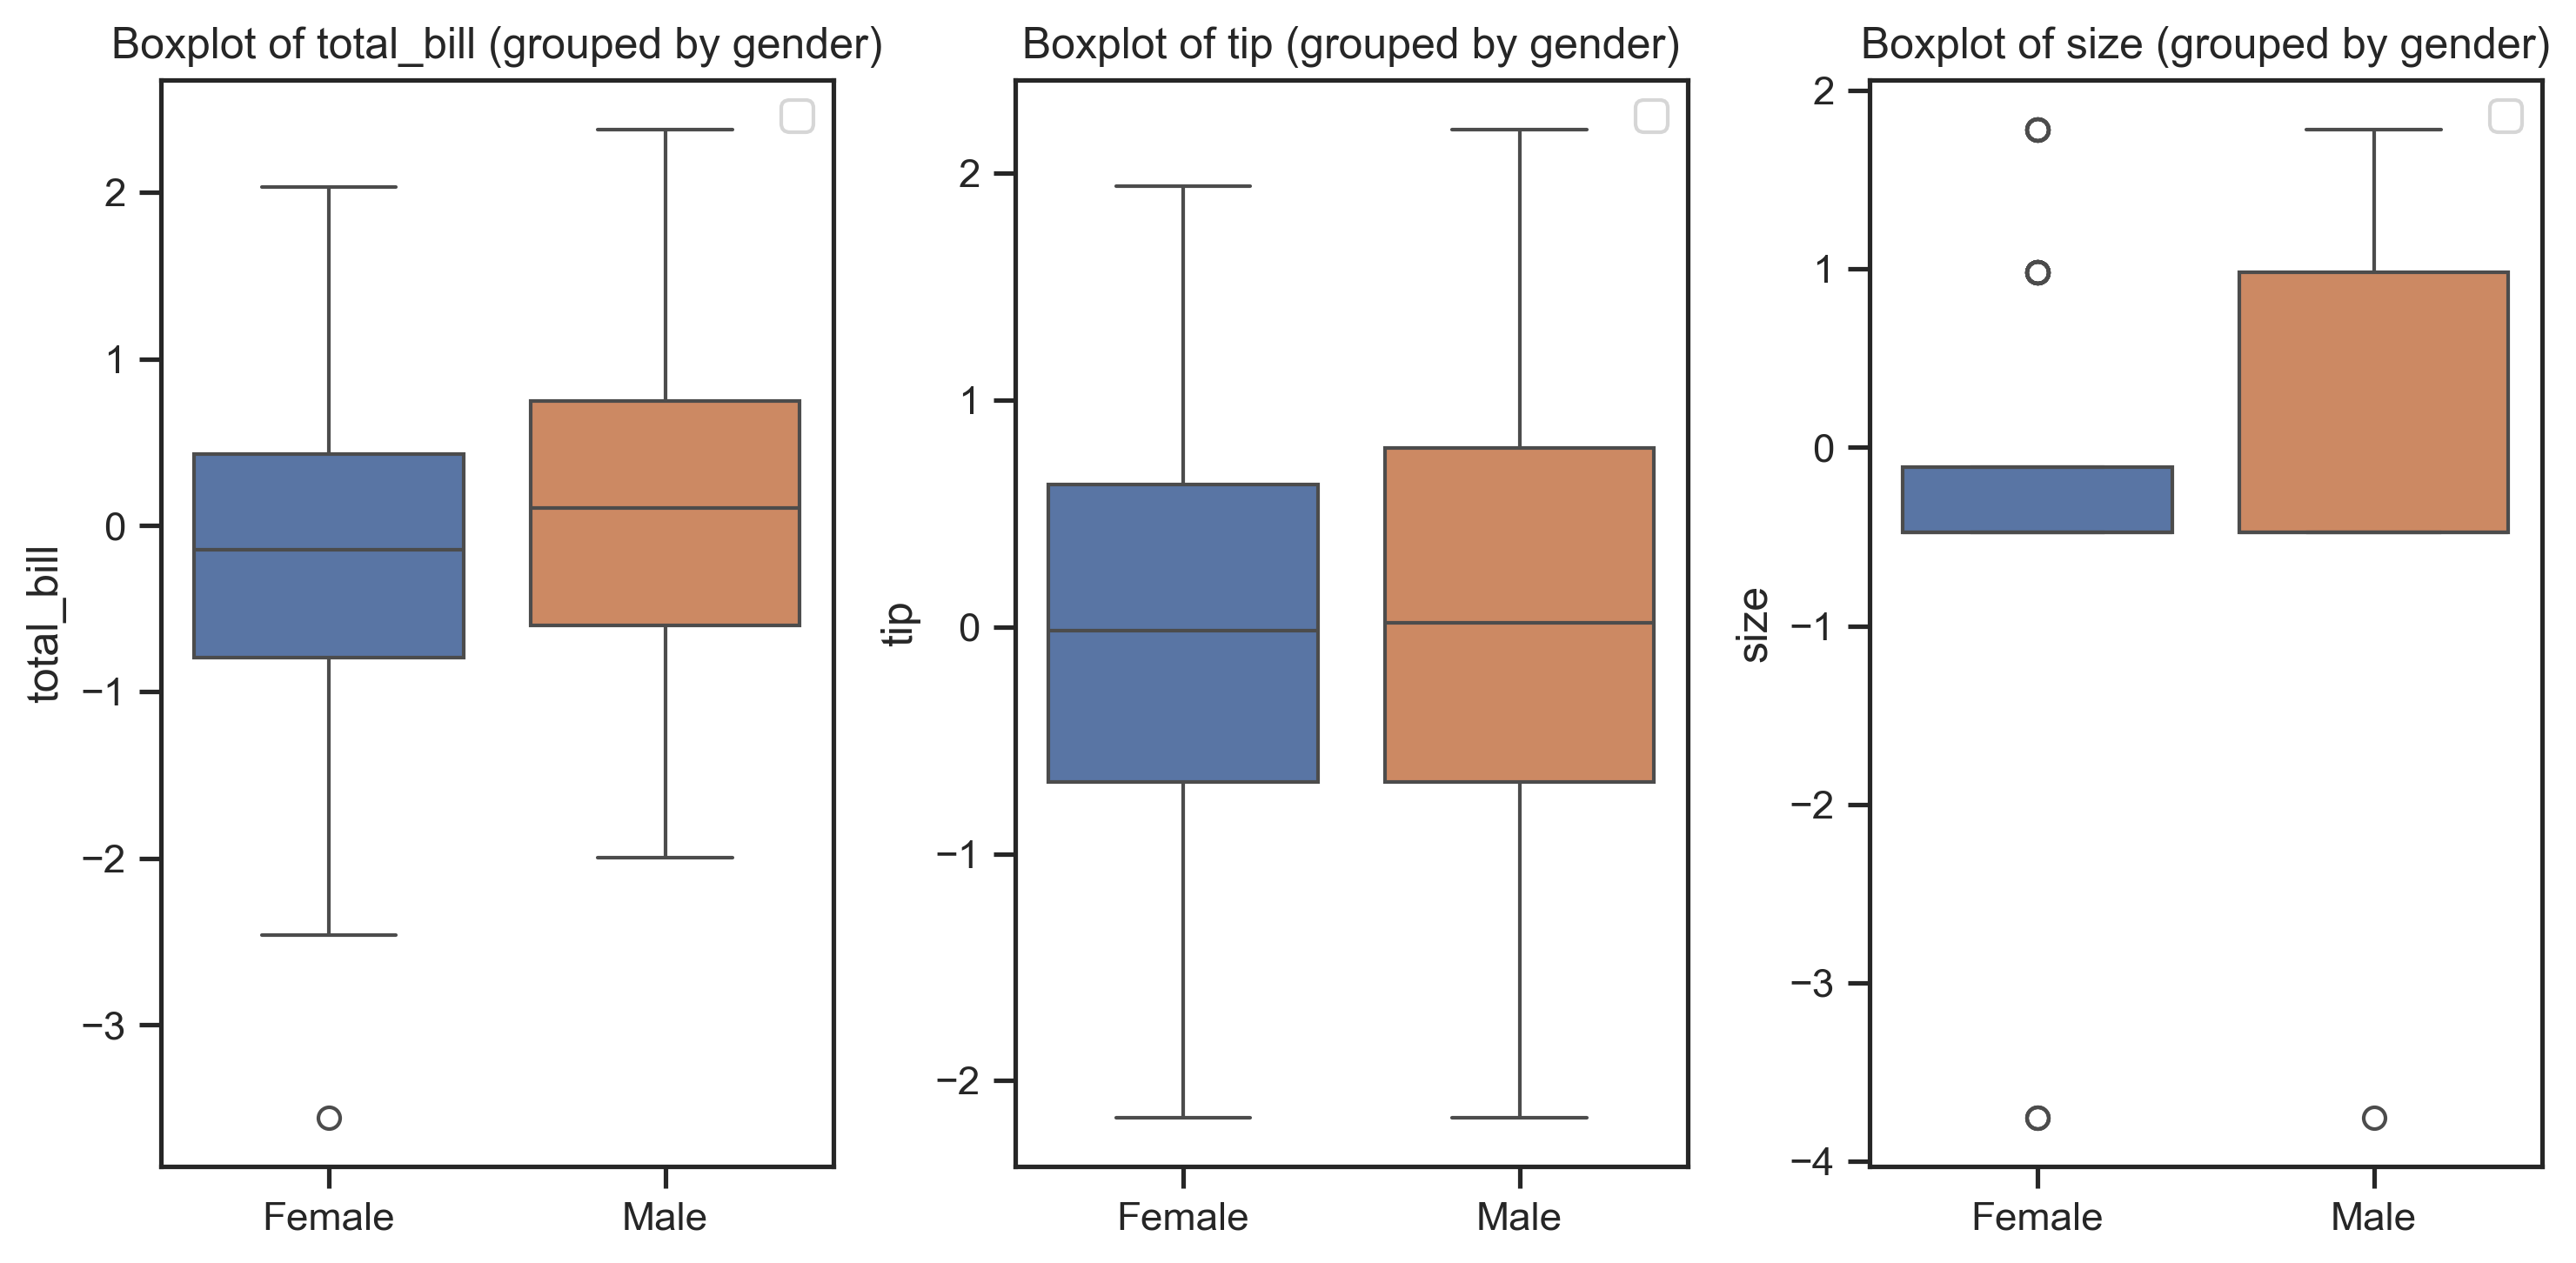 Boxplot of total_bill (grouped by gender)
Boxplot of tip (grouped by gender)
Boxplot of size (grouped by gender)
total_bill
2
1
0
−1
−2
−3
Female
Male
tip
2
1
0
−1
−2
Female
Male
size
2
1
0
−1
−2
−3
−4
Female
Male